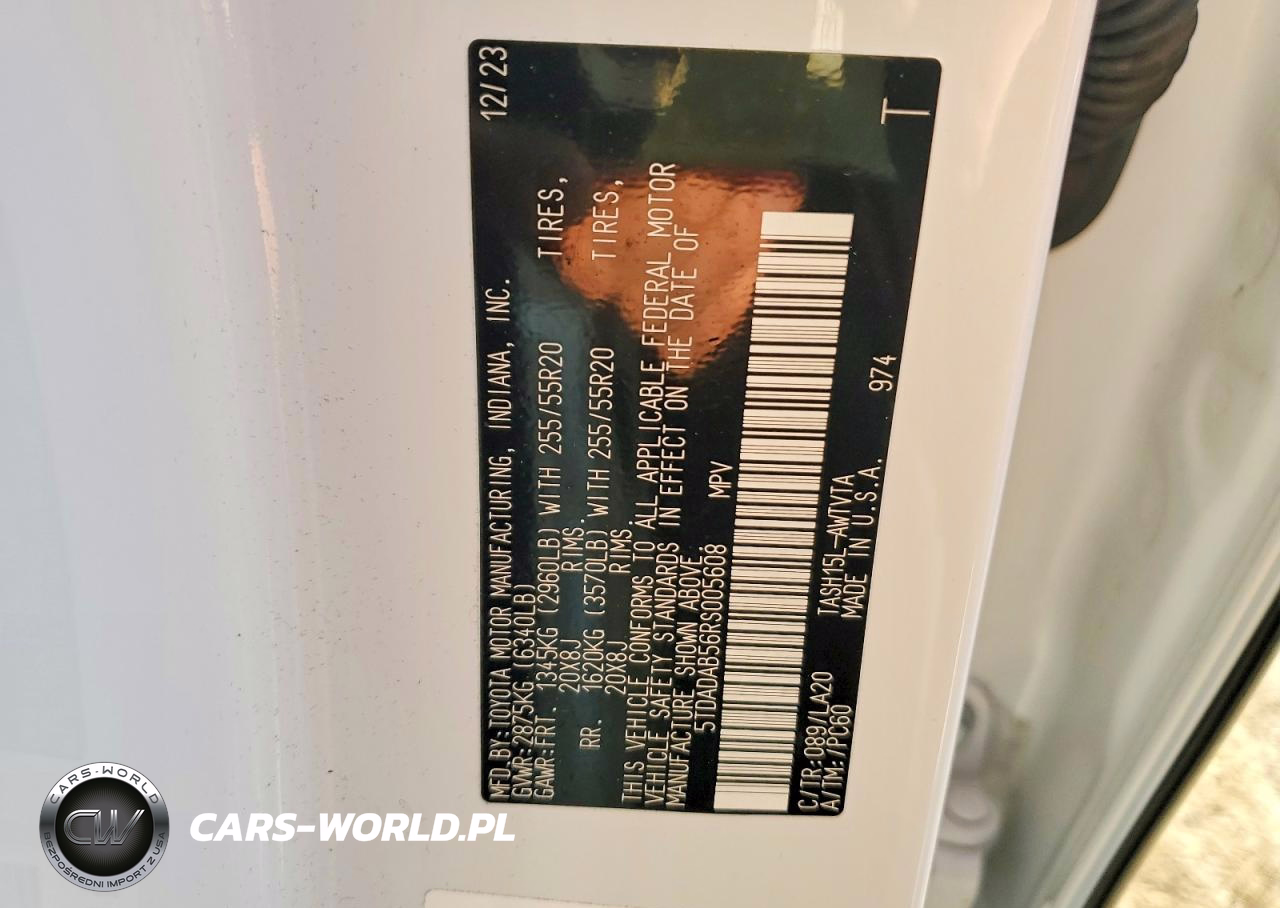 MFD.BY:TOYOTA MOTOR MANUFACTURING, INDIANA, INC. 12/23
GVWR:2875KG(6340LB)
GAWR:FRT. 1345KG(2960LB)WITH 255/55R20 TIRES,
20X8J RIMS.
RR. 1620KG(3570LB)WITH 255/55R20 TIRES,
20X8J RIMS.
THIS VEHICLE CONFORMS TO ALL APPLICABLE FEDERAL MOTOR
VEHICLE SAFETY STANDARDS IN EFFECT ON THE DATE OF
MANUFACTURE SHOWN ABOVE.
5TDADAB56RS005608 MPV
C/TR:089/LA20 TASH15L-AWTVTA
A/TM:-/PC60 MADE IN U.S.A. 974 T
CARS-WORLD
CW
BEZPOŚREDNI IMPORT Z USA
CARS-WORLD.PL